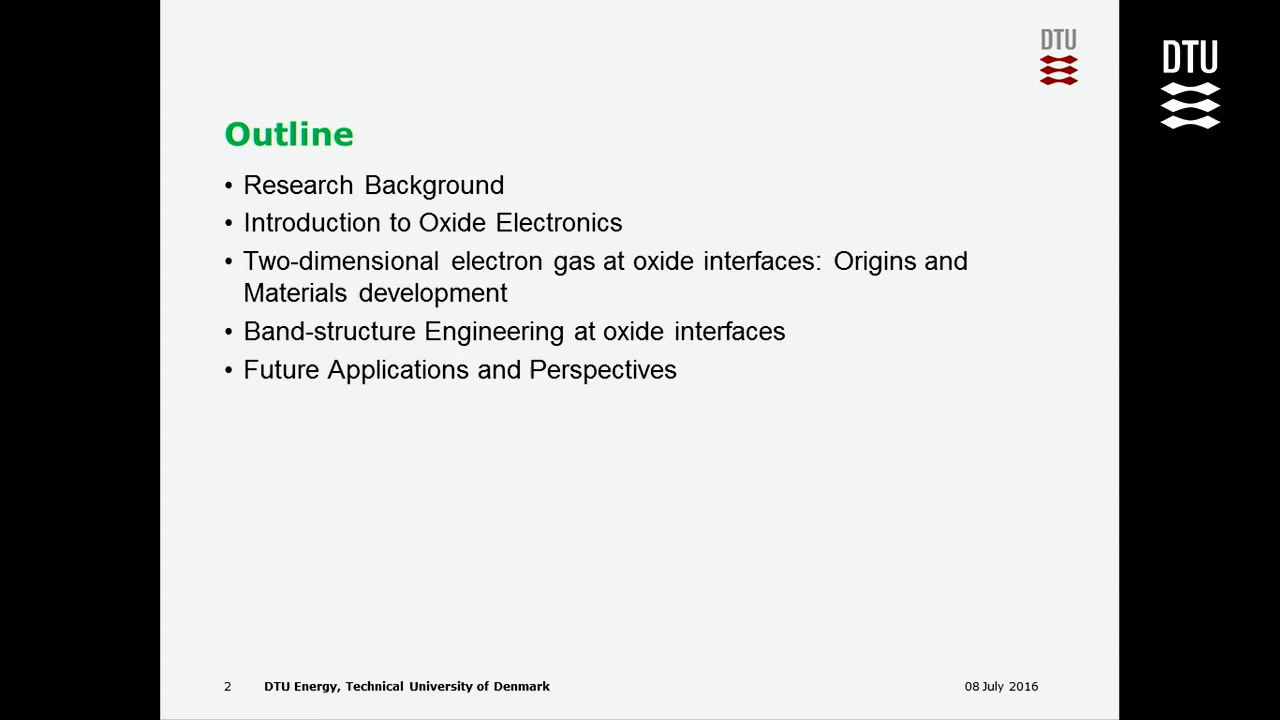 DTU
DTU
Outline
• Research Background
• Introduction to Oxide Electronics
• Two-dimensional electron gas at oxide interfaces: Origins and
Materials development
• Band-structure Engineering at oxide interfaces
• Future Applications and Perspectives
2 DTU Energy, Technical University of Denmark 08 July 2016